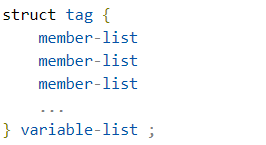 struct tag {
    member-list
    member-list
    member-list
    ...
} variable-list ;